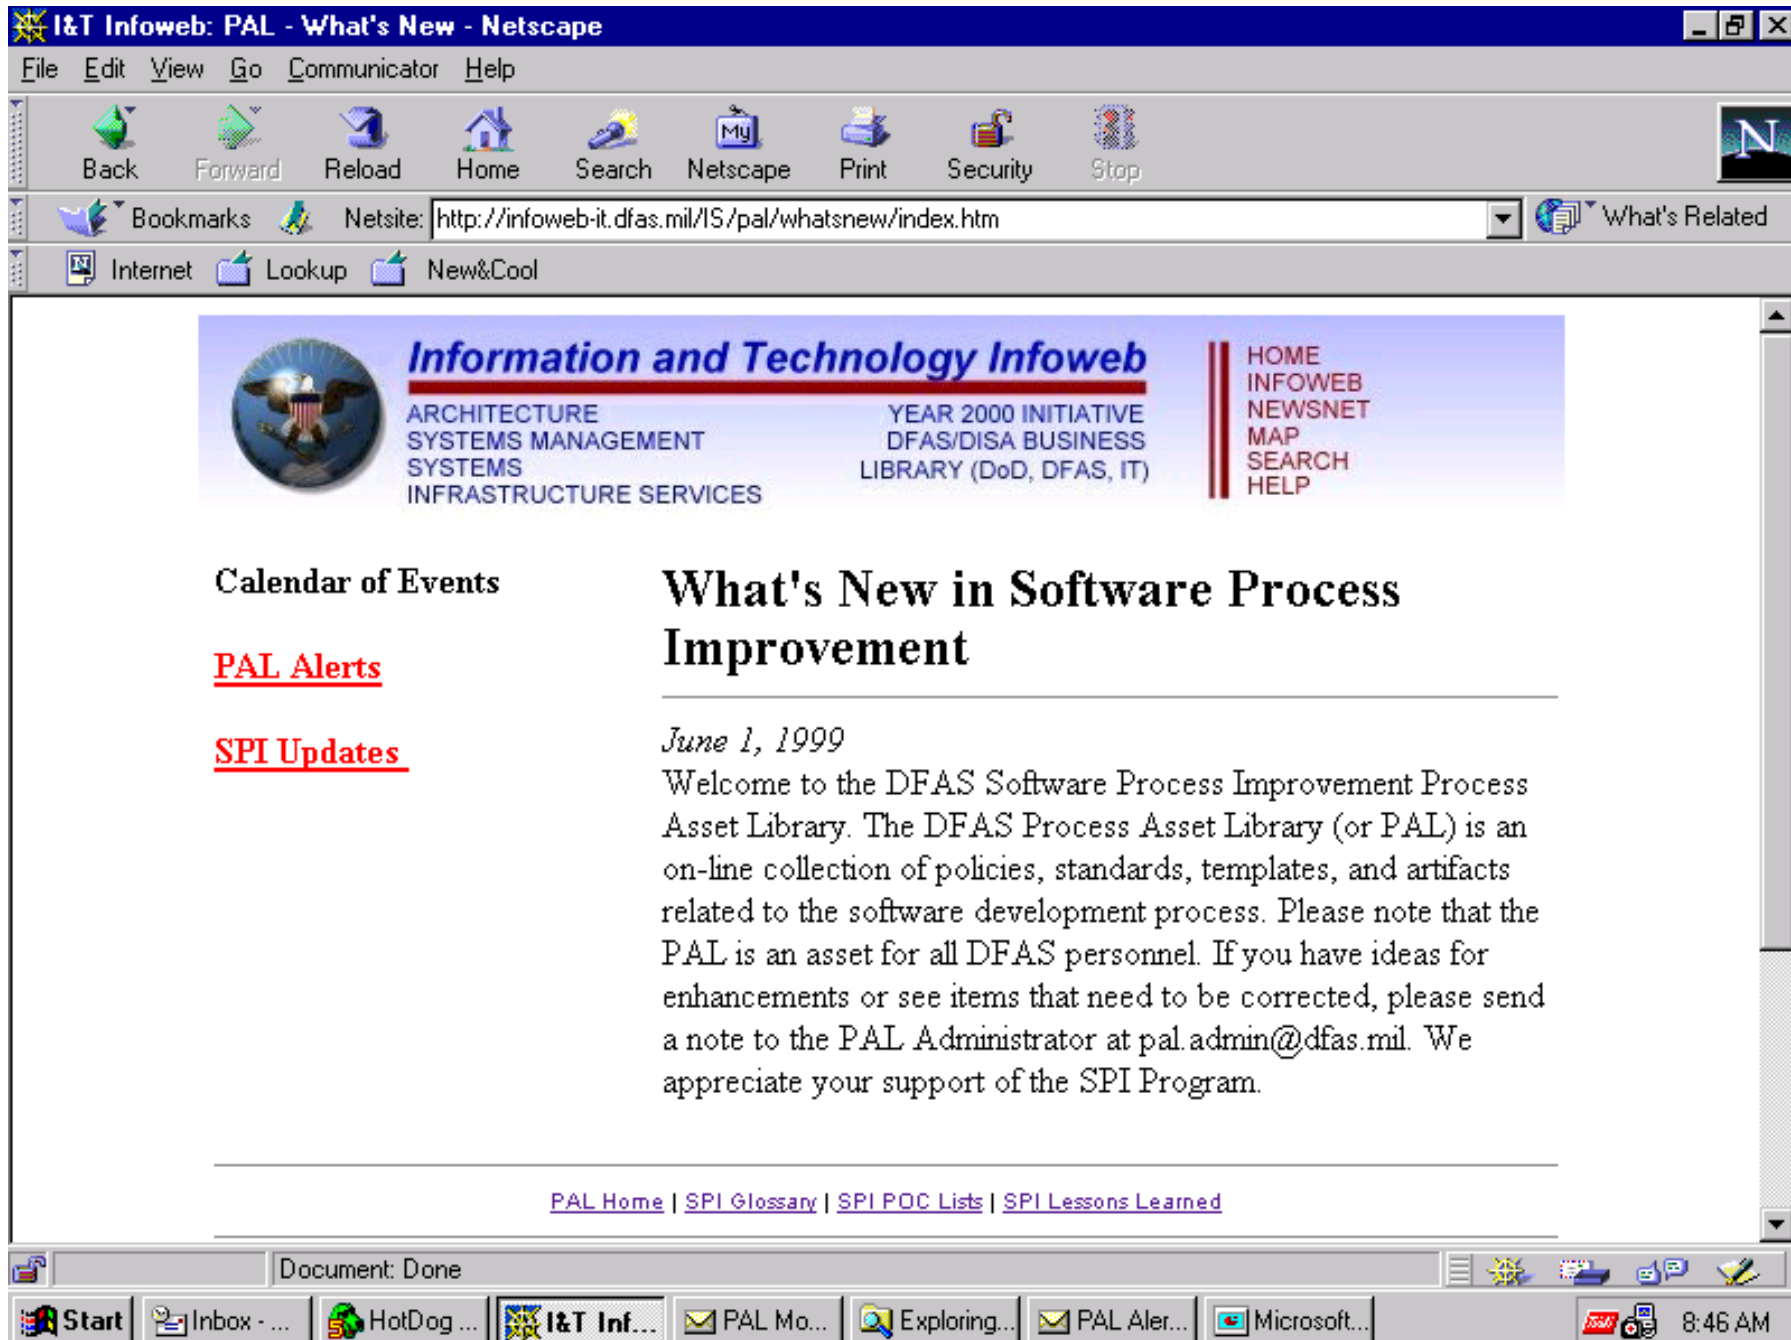 I&T Infoweb: PAL - What's New - Netscape
File Edit View Go Communicator Help
Back Forward Reload Home Search Netscape Print Security Stop
My
N
Bookmarks Netsite: http://infoweb-it.dfas.mil/IS/pal/whatsnew/index.htm What's Related
Internet Lookup New&Cool
Information and Technology Infoweb
ARCHITECTURE
SYSTEMS MANAGEMENT
SYSTEMS
INFRASTRUCTURE SERVICES
YEAR 2000 INITIATIVE
DFAS/DISA BUSINESS
LIBRARY (DoD, DFAS, IT)
HOME
INFOWEB
NEWSNET
MAP
SEARCH
HELP
Calendar of Events
PAL Alerts
SPI Updates
What's New in Software Process
Improvement
June 1, 1999
Welcome to the DFAS Software Process Improvement Process
Asset Library. The DFAS Process Asset Library (or PAL) is an
on-line collection of policies, standards, templates, and artifacts
related to the software development process. Please note that the
PAL is an asset for all DFAS personnel. If you have ideas for
enhancements or see items that need to be corrected, please send
a note to the PAL Administrator at pal.admin@dfas.mil. We
appreciate your support of the SPI Program.
PAL Home | SPI Glossary | SPI POC Lists | SPI Lessons Learned
Document: Done
Start Inbox - ... HotDog ... I&T Inf... PAL Mo... Exploring... PAL Aler... Microsoft... 8:46 AM